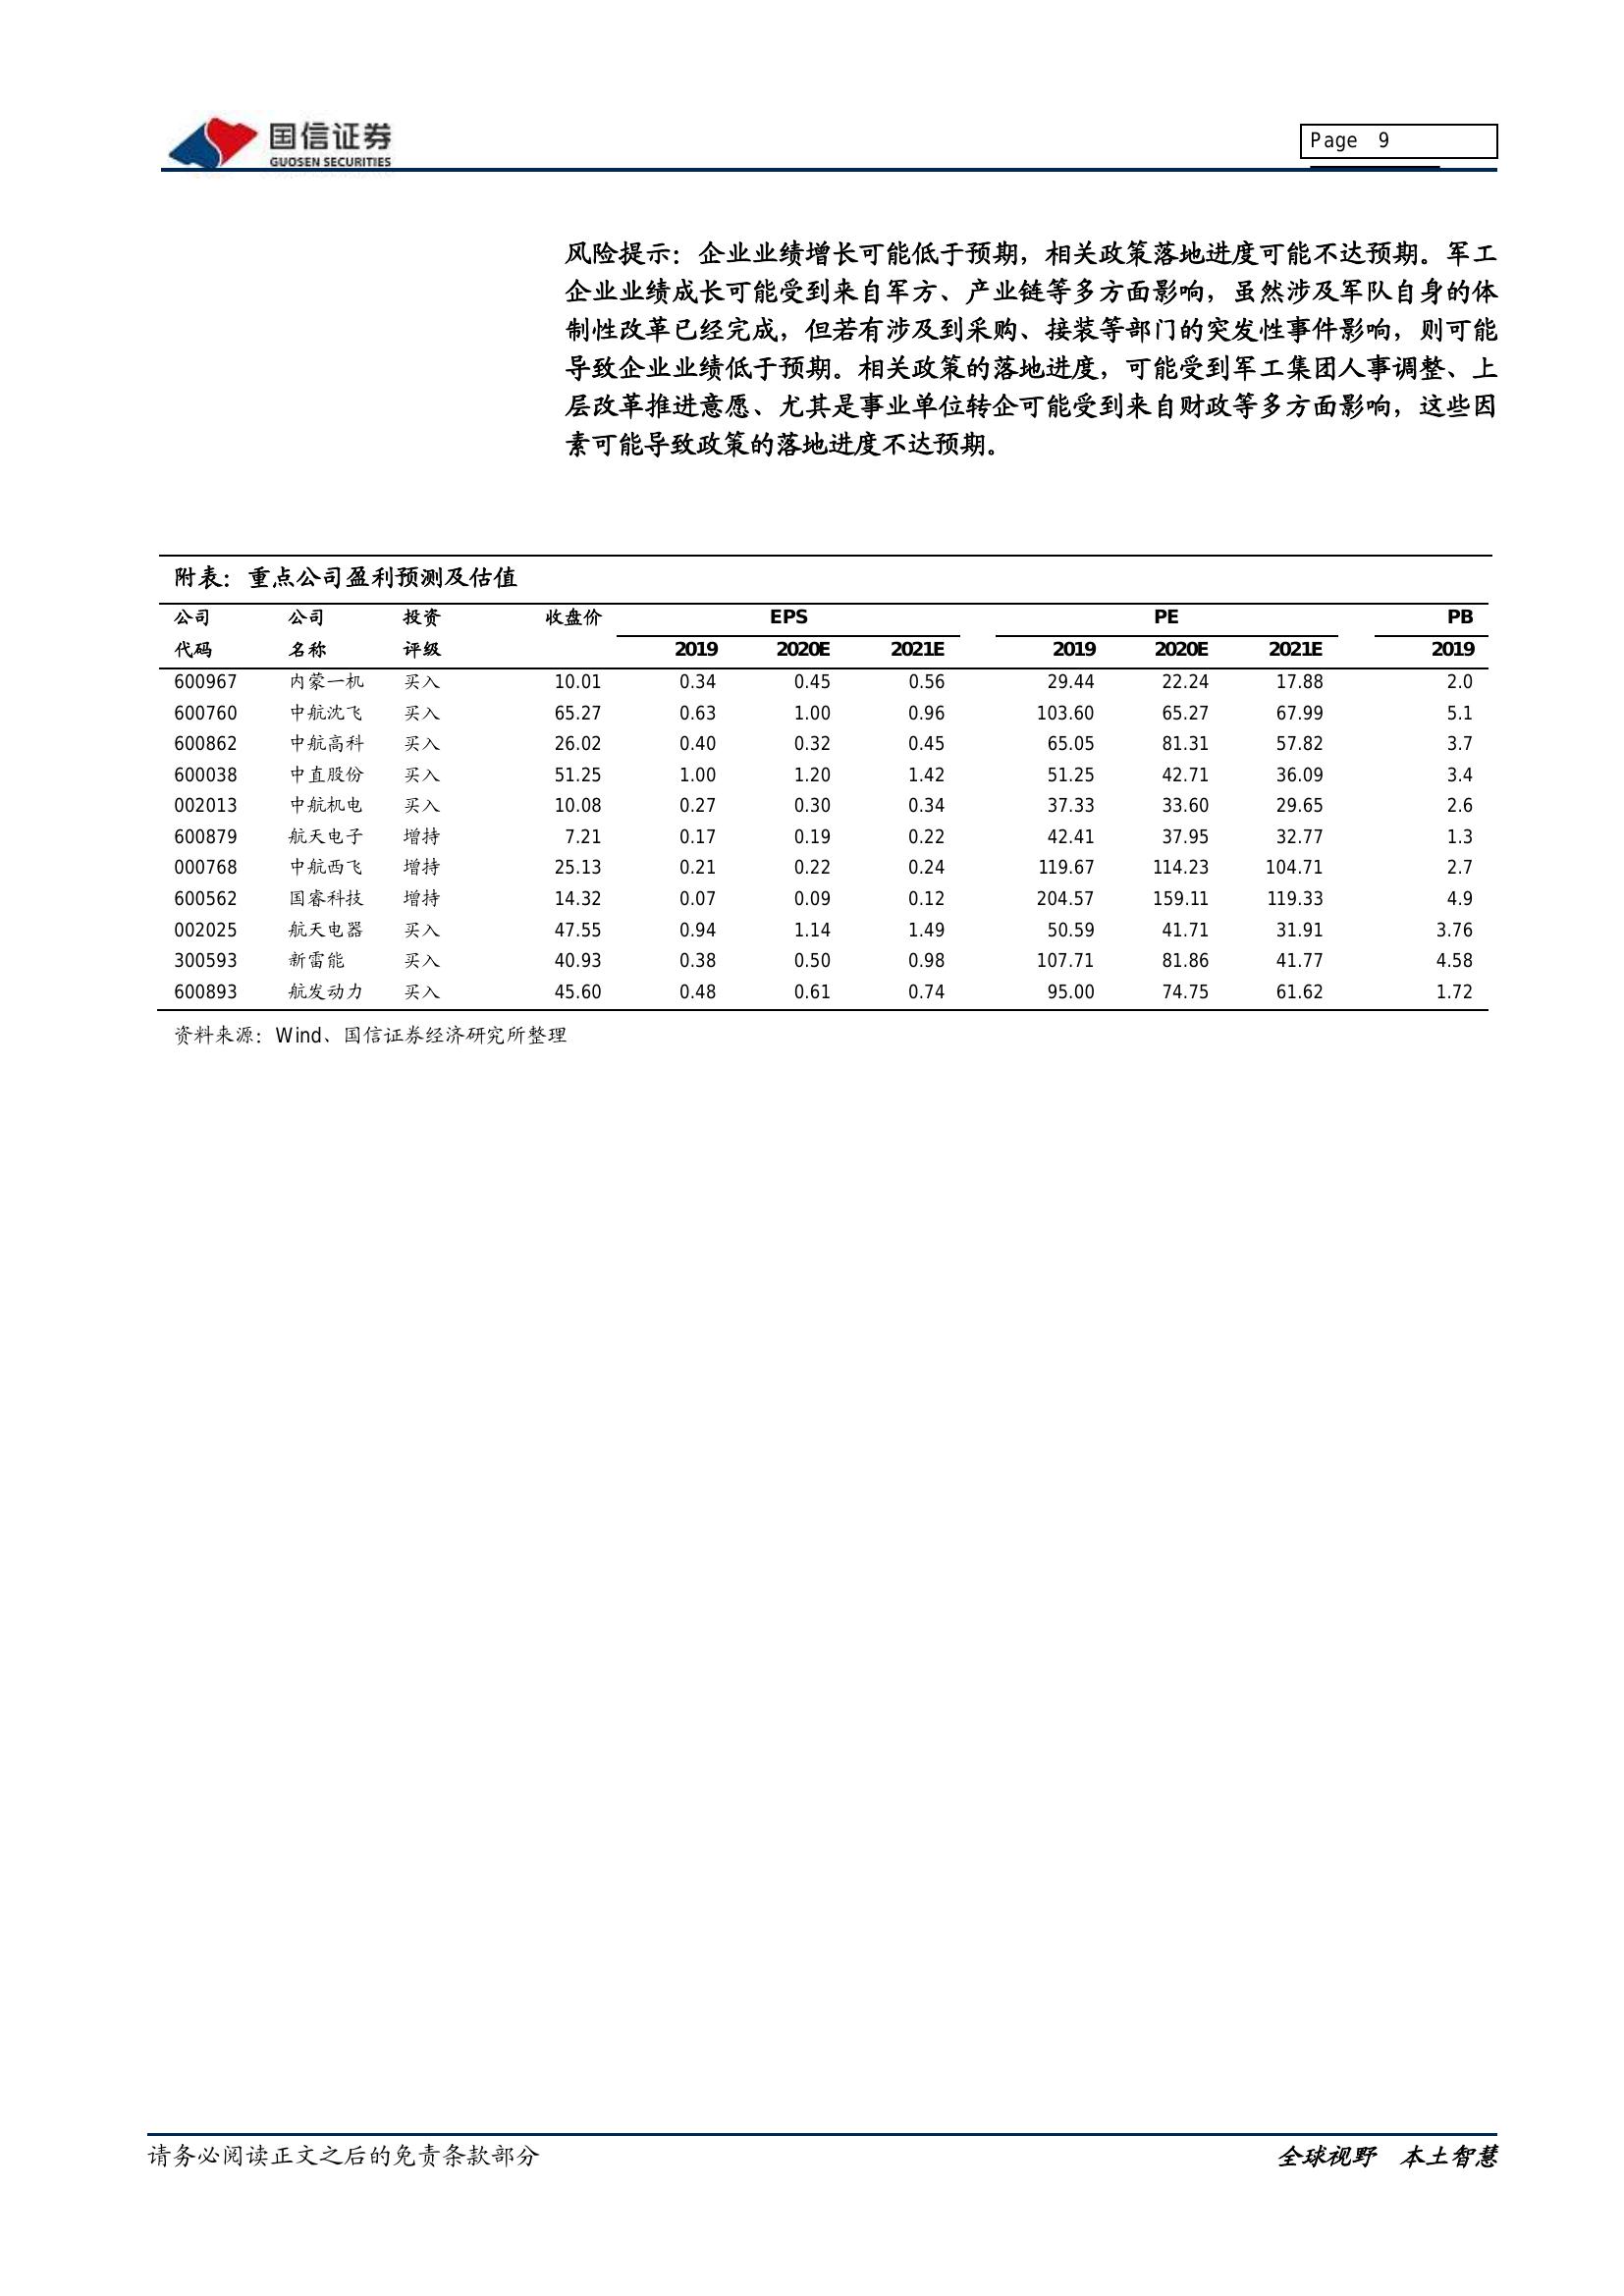 国信证券
GUOSEN SECURITIES
Page 9
风险提示：企业业绩增长可能低于预期，相关政策落地进度可能不达预期。军工
企业业绩成长可能受到来自军方、产业链等多方面影响，虽然涉及军队自身的体
制性改革已经完成，但若有涉及到采购、接装等部门的突发性事件影响，则可能
导致企业业绩低于预期。相关政策的落地进度，可能受到军工集团人事调整、上
层改革推进意愿、尤其是事业单位转企可能受到来自财政等多方面影响，这些因
素可能导致政策的落地进度不达预期。
附表：重点公司盈利预测及估值
公司 公司 投资 收盘价 EPS PE PB
代码 名称 评级 2019 2020E 2021E 2019 2020E 2021E 2019
600967 内蒙一机 买入 10.01 0.34 0.45 0.56 29.44 22.24 17.88 2.0
600760 中航沈飞 买入 65.27 0.63 1.00 0.96 103.60 65.27 67.99 5.1
600862 中航高科 买入 26.02 0.40 0.32 0.45 65.05 81.31 57.82 3.7
600038 中直股份 买入 51.25 1.00 1.20 1.42 51.25 42.71 36.09 3.4
002013 中航机电 买入 10.08 0.27 0.30 0.34 37.33 33.60 29.65 2.6
600879 航天电子 增持 7.21 0.17 0.19 0.22 42.41 37.95 32.77 1.3
000768 中航西飞 增持 25.13 0.21 0.22 0.24 119.67 114.23 104.71 2.7
600562 国睿科技 增持 14.32 0.07 0.09 0.12 204.57 159.11 119.33 4.9
002025 航天电器 买入 47.55 0.94 1.14 1.49 50.59 41.71 31.91 3.76
300593 新雷能 买入 40.93 0.38 0.50 0.98 107.71 81.86 41.77 4.58
600893 航发动力 买入 45.60 0.48 0.61 0.74 95.00 74.75 61.62 1.72
资料来源：Wind、国信证券经济研究所整理
请务必阅读正文之后的免责条款部分 全球视野 本土智慧